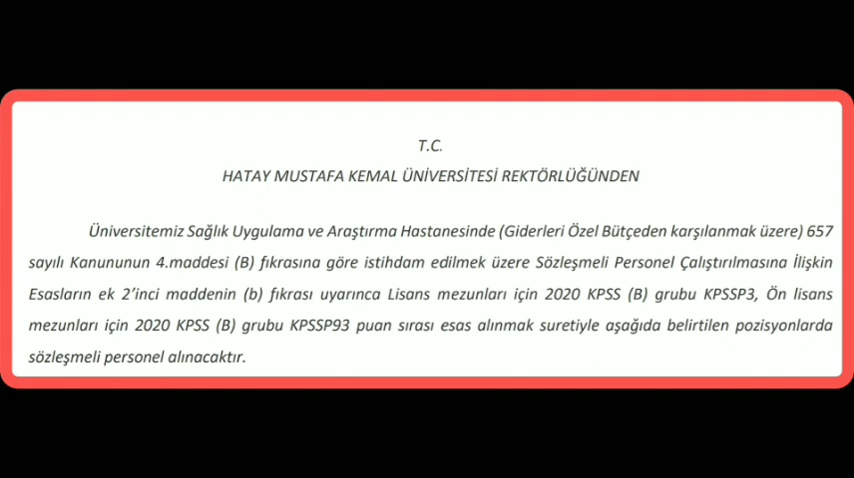 T.C.
HATAY MUSTAFA KEMAL ÜNİVERSİTESİ REKTÖRLÜĞÜNDEN
Üniversitemiz Sağlık Uygulama ve Araştırma Hastanesinde (Giderleri Özel Bütçeden karşılanmak üzere) 657
sayılı Kanununun 4.maddesi (B) fıkrasına göre istihdam edilmek üzere Sözleşmeli Personel Çalıştırılmasına İlişkin
Esasların ek 2’inci maddenin (b) fıkrası uyarınca Lisans mezunları için 2020 KPSS (B) grubu KPSSP3, Ön lisans
mezunları için 2020 KPSS (B) grubu KPSSP93 puan sırası esas alınmak suretiyle aşağıda belirtilen pozisyonlarda
sözleşmeli personel alınacaktır.